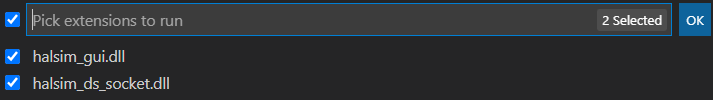 Pick extensions to run
2 Selected
OK
halsim_gui.dll
halsim_ds_socket.dll